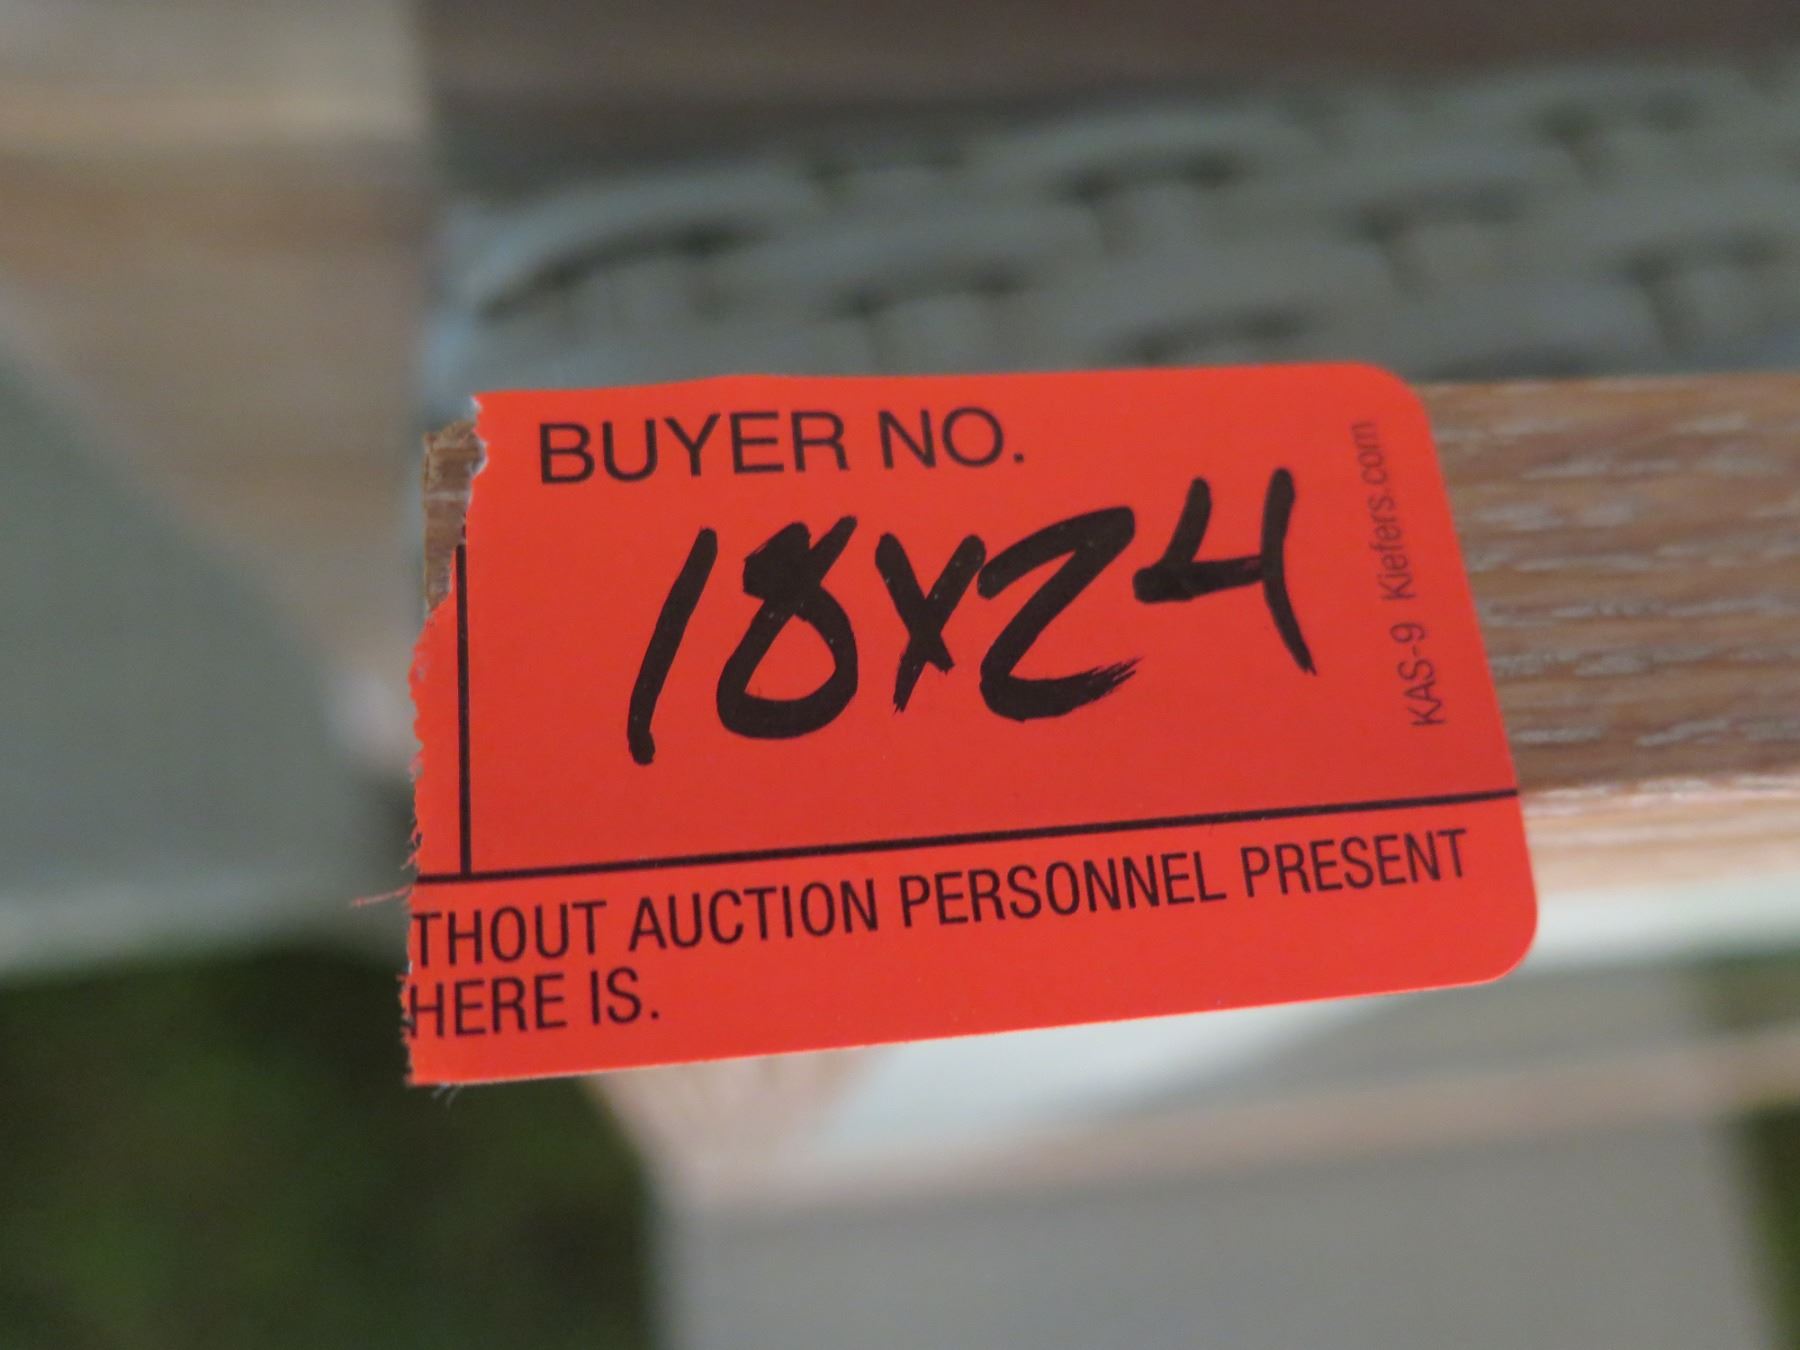 BUYER NO.
18x24
KAS-9 Kiefers.com
THOUT AUCTION PERSONNEL PRESENT
HERE IS.